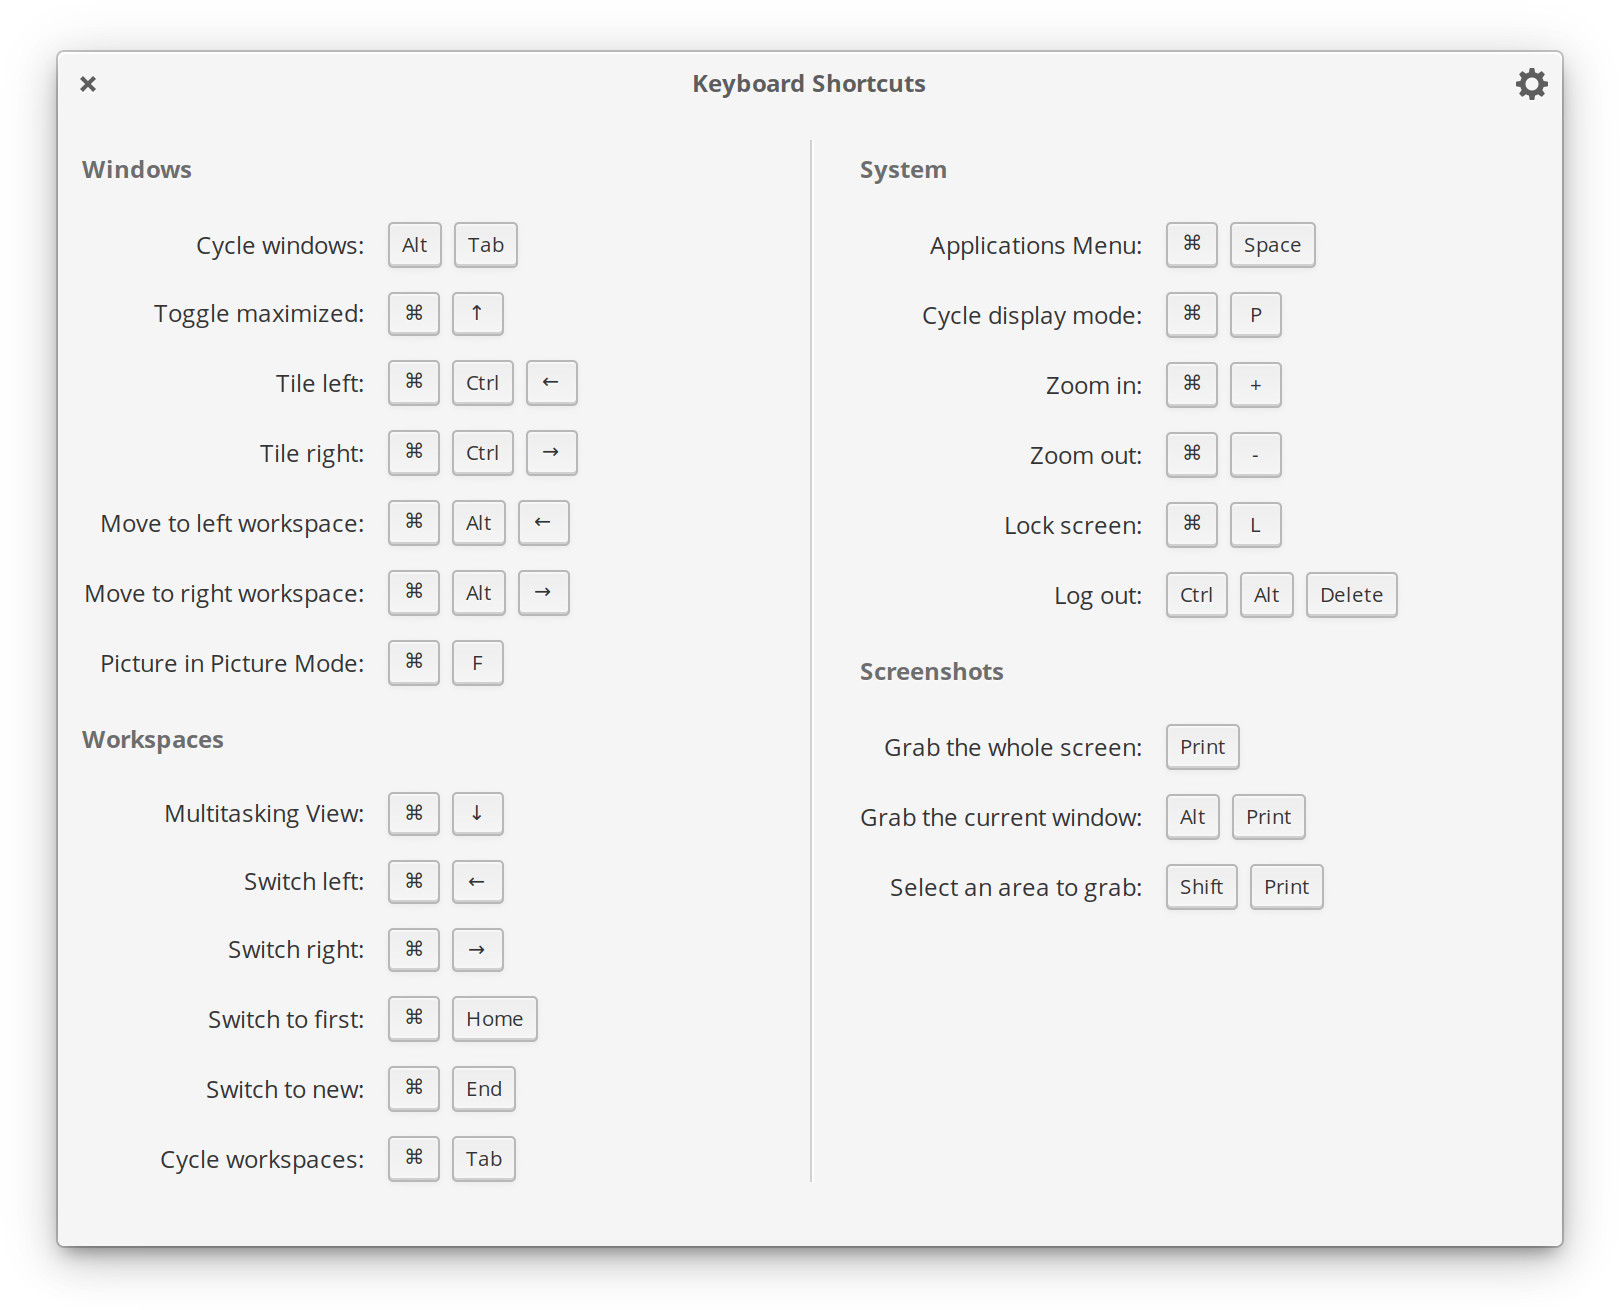 Keyboard Shortcuts
Windows
Cycle windows: Alt Tab
Toggle maximized: ⌘ ↑
Tile left: ⌘ Ctrl ←
Tile right: ⌘ Ctrl →
Move to left workspace: ⌘ Alt ←
Move to right workspace: ⌘ Alt →
Picture in Picture Mode: ⌘ F
Workspaces
Multitasking View: ⌘ ↓
Switch left: ⌘ ←
Switch right: ⌘ →
Switch to first: ⌘ Home
Switch to new: ⌘ End
Cycle workspaces: ⌘ Tab
System
Applications Menu: ⌘ Space
Cycle display mode: ⌘ P
Zoom in: ⌘ +
Zoom out: ⌘ -
Lock screen: ⌘ L
Log out: Ctrl Alt Delete
Screenshots
Grab the whole screen: Print
Grab the current window: Alt Print
Select an area to grab: Shift Print